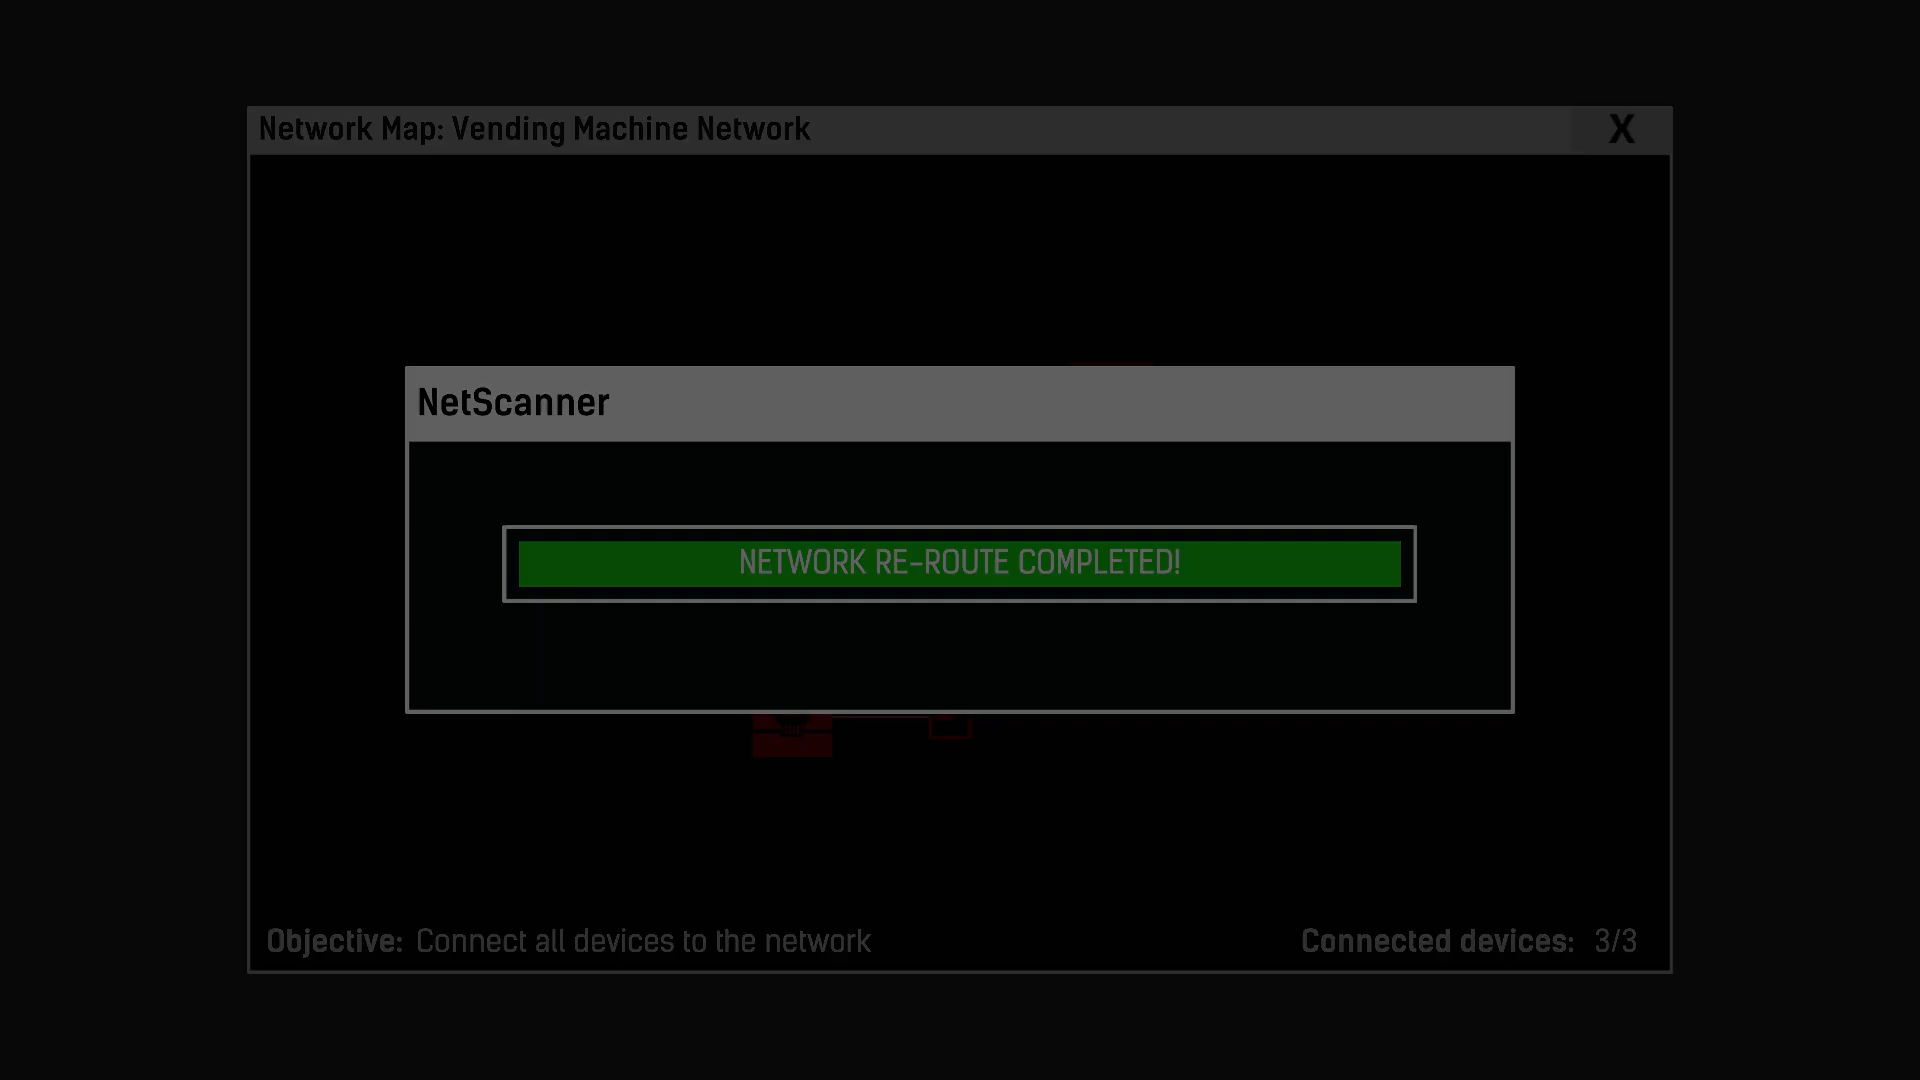 Network Map: Vending Machine Network X
NetScanner
NETWORK RE-ROUTE COMPLETED!
Objective: Connect all devices to the network
Connected devices: 3/3